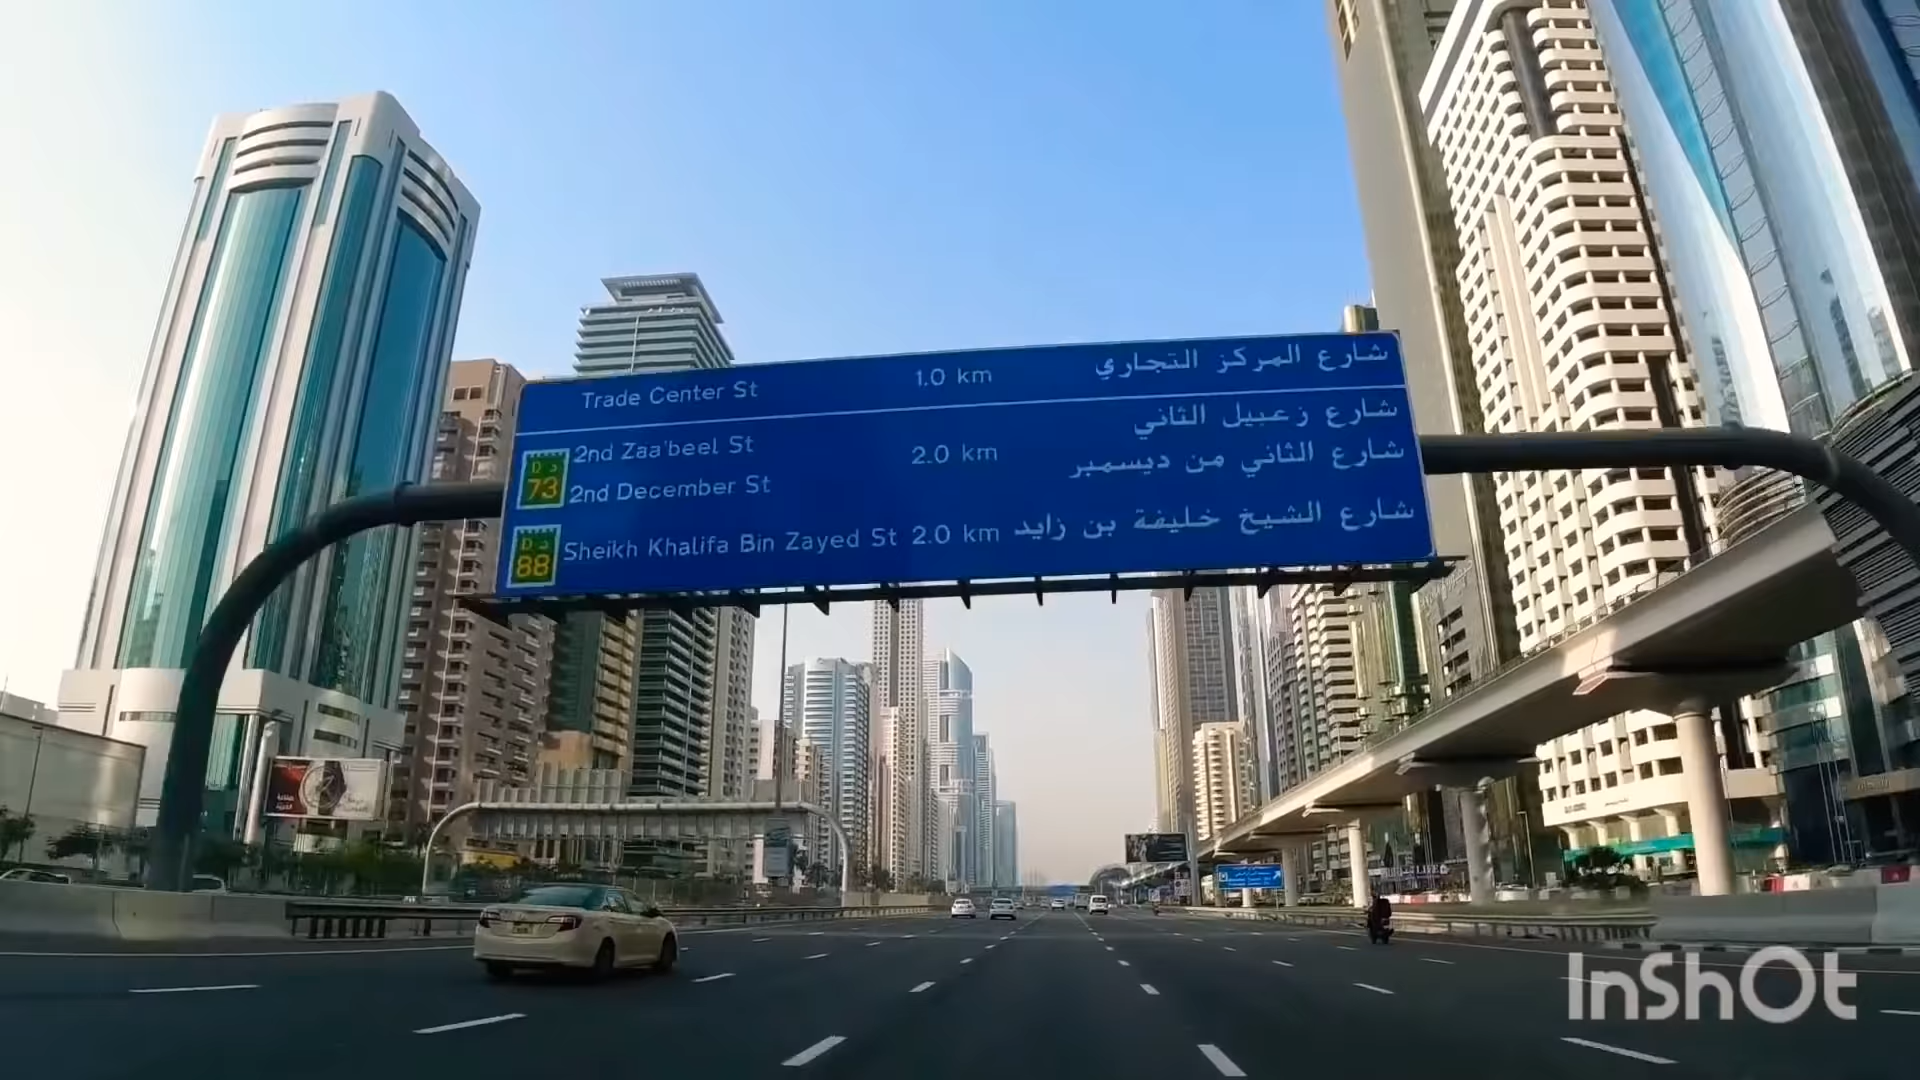 Trade Center St 1.0 km شارع المركز التجاري
2nd Zaa'beel St شارع زعبيل الثاني
D د 73 2.0 km
2nd December St شارع الثاني من ديسمبر
D د 88 Sheikh Khalifa Bin Zayed St 2.0 km شارع الشيخ خليفة بن زايد
InShOt